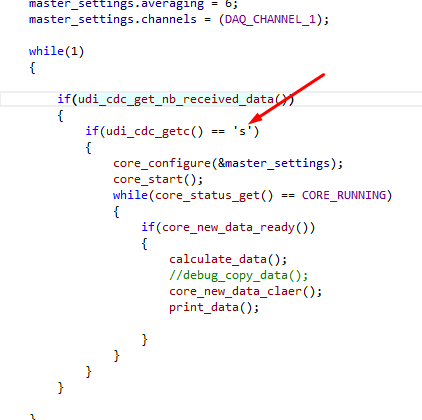 master_settings.averaging = 6;
master_settings.channels = (DAQ_CHANNEL_1);
while(1)
{
if(udi_cdc_get_nb_received_data())
{
if(udi_cdc_getc() == 's')
{
core_configure(&master_settings);
core_start();
while(core_status_get() == CORE_RUNNING)
{
if(core_new_data_ready())
{
calculate_data();
//debug_copy_data();
core_new_data_claer();
print_data();
}
}
}
}
}